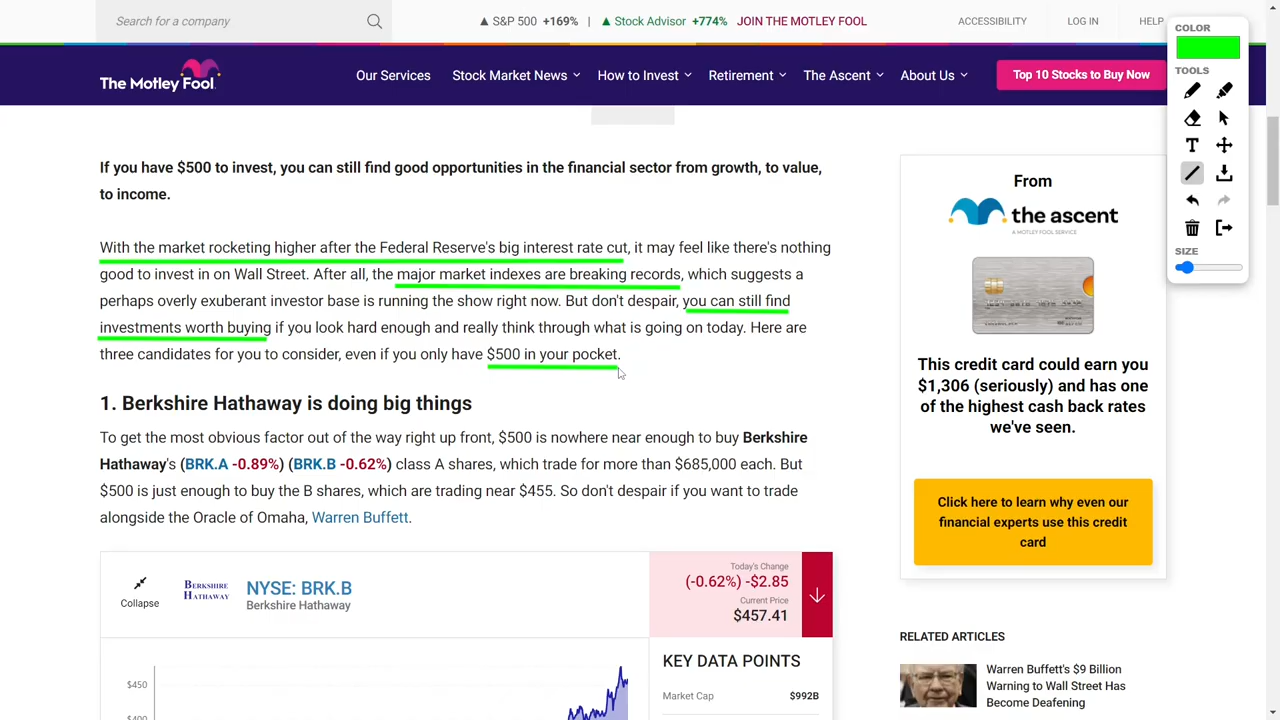 Search for a company
▲ S&P 500 +169% | ▲ Stock Advisor +774% JOIN THE MOTLEY FOOL
ACCESSIBILITY LOG IN HELP
The Motley Fool.
Our Services Stock Market News How to Invest Retirement The Ascent About Us
Top 10 Stocks to Buy Now
COLOR
TOOLS
T
SIZE
If you have $500 to invest, you can still find good opportunities in the financial sector from growth, to value,
to income.
With the market rocketing higher after the Federal Reserve's big interest rate cut, it may feel like there's nothing
good to invest in on Wall Street. After all, the major market indexes are breaking records, which suggests a
perhaps overly exuberant investor base is running the show right now. But don't despair, you can still find
investments worth buying if you look hard enough and really think through what is going on today. Here are
three candidates for you to consider, even if you only have $500 in your pocket.
1. Berkshire Hathaway is doing big things
To get the most obvious factor out of the way right up front, $500 is nowhere near enough to buy Berkshire
Hathaway's (BRK.A -0.89%) (BRK.B -0.62%) class A shares, which trade for more than $685,000 each. But
$500 is just enough to buy the B shares, which are trading near $455. So don't despair if you want to trade
alongside the Oracle of Omaha, Warren Buffett.
Collapse
BERKSHIRE
HATHAWAY
NYSE: BRK.B
Berkshire Hathaway
Today's Change
(-0.62%) -$2.85
Current Price
$457.41
$450
$400
KEY DATA POINTS
Market Cap $992B
From
the ascent
A MOTLEY FOOL SERVICE
This credit card could earn you
$1,306 (seriously) and has one
of the highest cash back rates
we've seen.
Click here to learn why even our
financial experts use this credit
card
RELATED ARTICLES
Warren Buffett's $9 Billion
Warning to Wall Street Has
Become Deafening